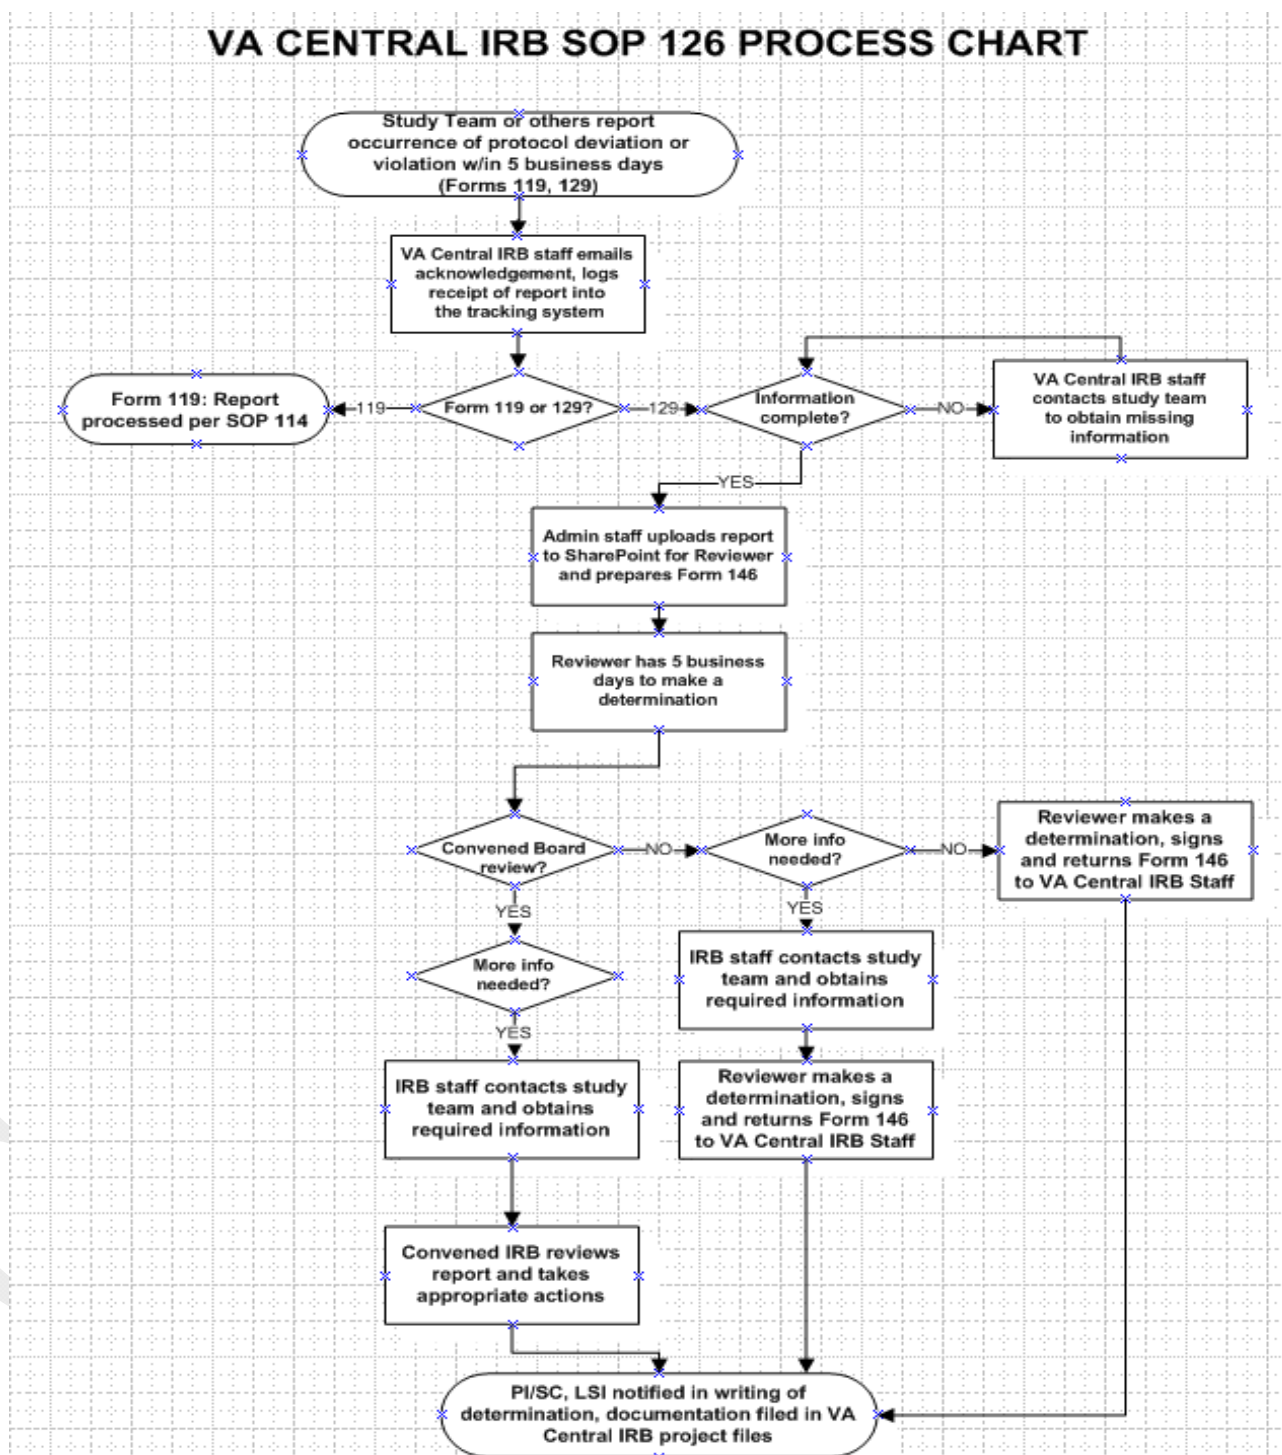 VA CENTRAL IRB SOP 126 PROCESS CHART
Study Team or others report
occurrence of protocol deviation or
violation w/in 5 business days
(Forms 119, 129)
VA Central IRB staff emails
acknowledgement, logs
receipt of report into
the tracking system
Form 119: Report
processed per SOP 114
119
Form 119 or 129?
129
Information
complete?
NO
VA Central IRB staff
contacts study team
to obtain missing
information
YES
Admin staff uploads report
to SharePoint for Reviewer
and prepares Form 146
Reviewer has 5 business
days to make a
determination
Convened Board
review?
NO
More info
needed?
NO
Reviewer makes a
determination, signs
and returns Form 146
to VA Central IRB Staff
YES
More info
needed?
YES
IRB staff contacts study
team and obtains
required information
Convened IRB reviews
report and takes
appropriate actions
YES
IRB staff contacts study
team and obtains
required information
Reviewer makes a
determination, signs
and returns Form 146
to VA Central IRB Staff
PI/SC, LSI notified in writing of
determination, documentation filed in VA
Central IRB project files